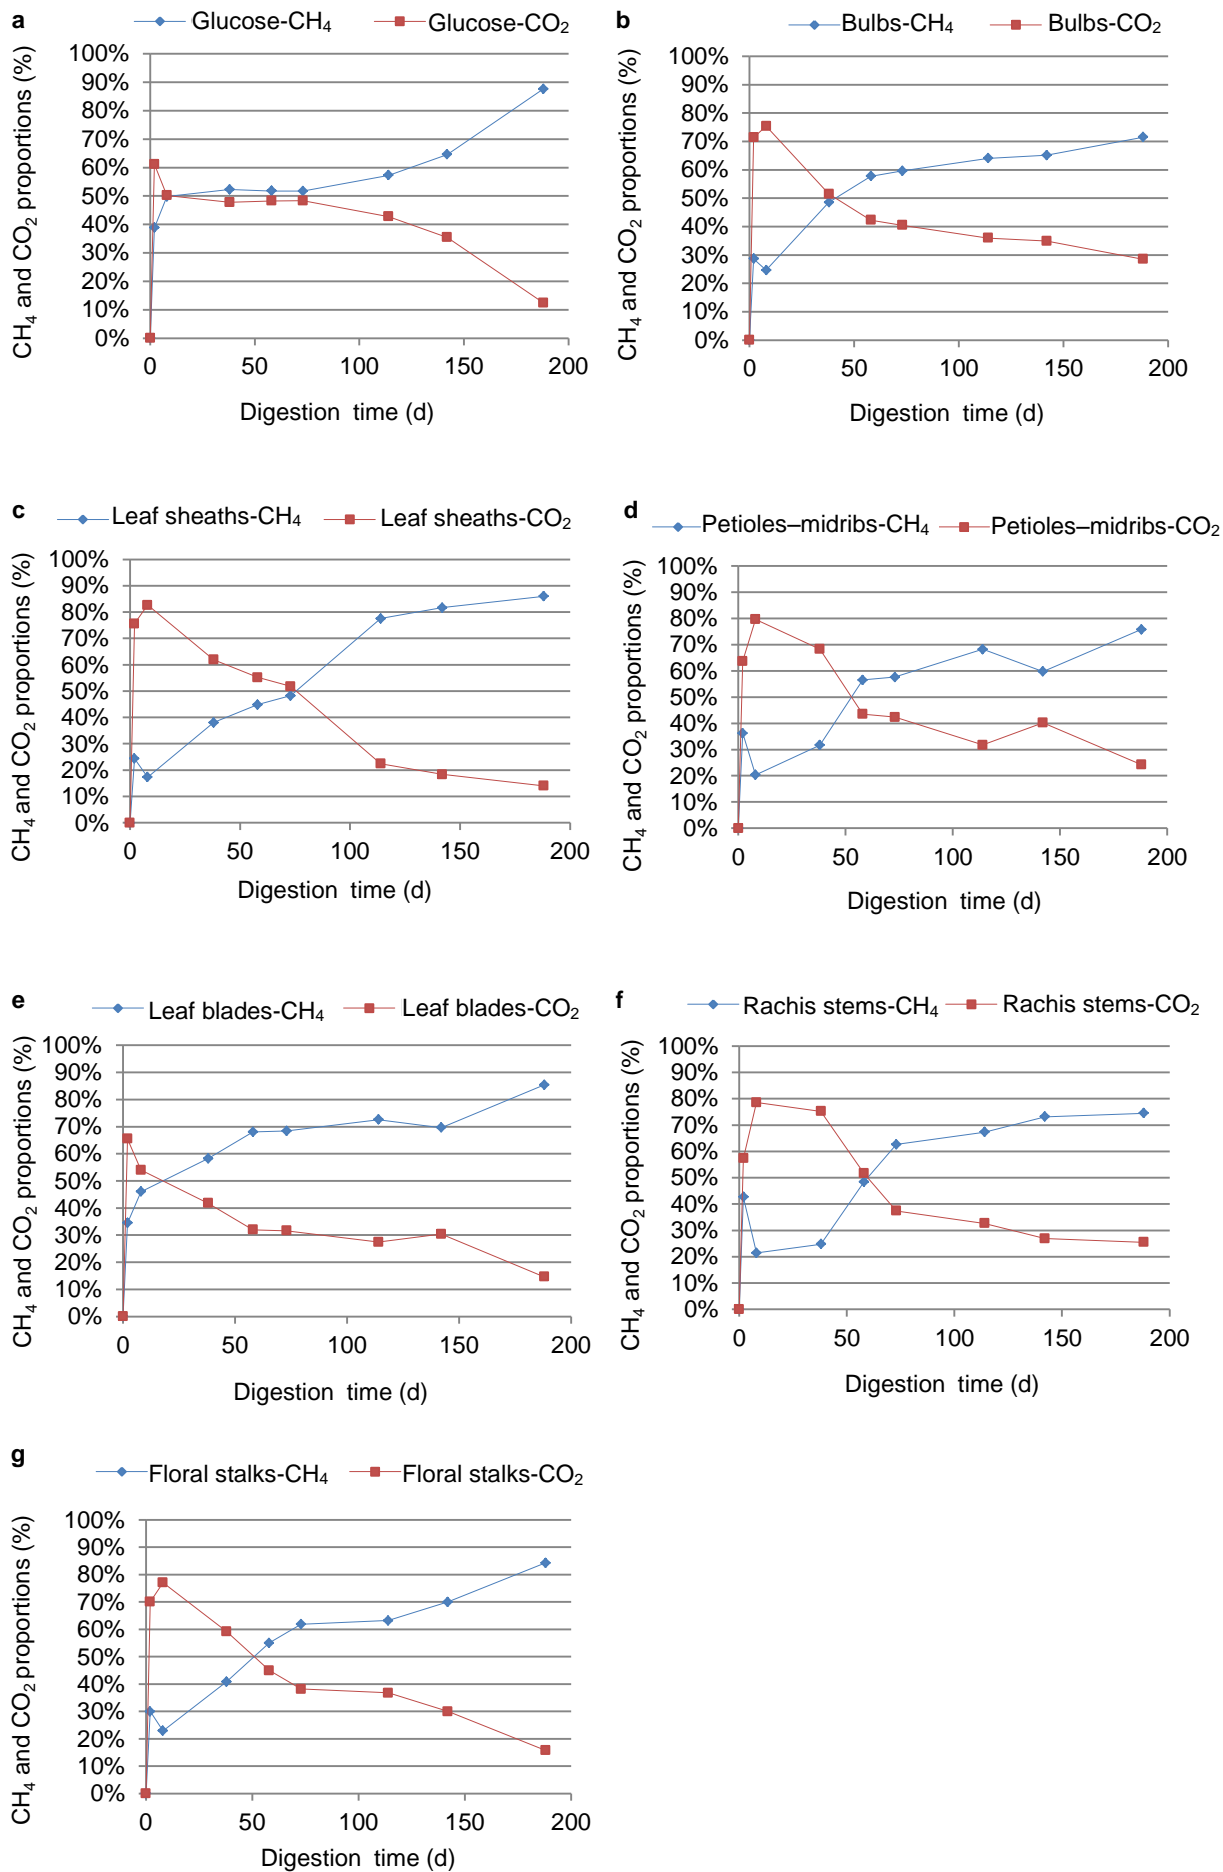 a
Glucose-CH₄ Glucose-CO₂
CH₄ and CO₂ proportions (%)
100%
90%
80%
70%
60%
50%
40%
30%
20%
10%
0%
0 50 100 150 200
Digestion time (d)
b
Bulbs-CH₄ Bulbs-CO₂
CH₄ and CO₂ proportions (%)
100%
90%
80%
70%
60%
50%
40%
30%
20%
10%
0%
0 50 100 150 200
Digestion time (d)
c
Leaf sheaths-CH₄ Leaf sheaths-CO₂
CH₄ and CO₂ proportions (%)
100%
90%
80%
70%
60%
50%
40%
30%
20%
10%
0%
0 50 100 150 200
Digestion time (d)
d
Petioles–midribs-CH₄ Petioles–midribs-CO₂
CH₄ and CO₂ proportions (%)
100%
90%
80%
70%
60%
50%
40%
30%
20%
10%
0%
0 50 100 150 200
Digestion time (d)
e
Leaf blades-CH₄ Leaf blades-CO₂
CH₄ and CO₂ proportions (%)
100%
90%
80%
70%
60%
50%
40%
30%
20%
10%
0%
0 50 100 150 200
Digestion time (d)
f
Rachis stems-CH₄ Rachis stems-CO₂
CH₄ and CO₂ proportions (%)
100%
90%
80%
70%
60%
50%
40%
30%
20%
10%
0%
0 50 100 150 200
Digestion time (d)
g
Floral stalks-CH₄ Floral stalks-CO₂
CH₄ and CO₂ proportions (%)
100%
90%
80%
70%
60%
50%
40%
30%
20%
10%
0%
0 50 100 150 200
Digestion time (d)